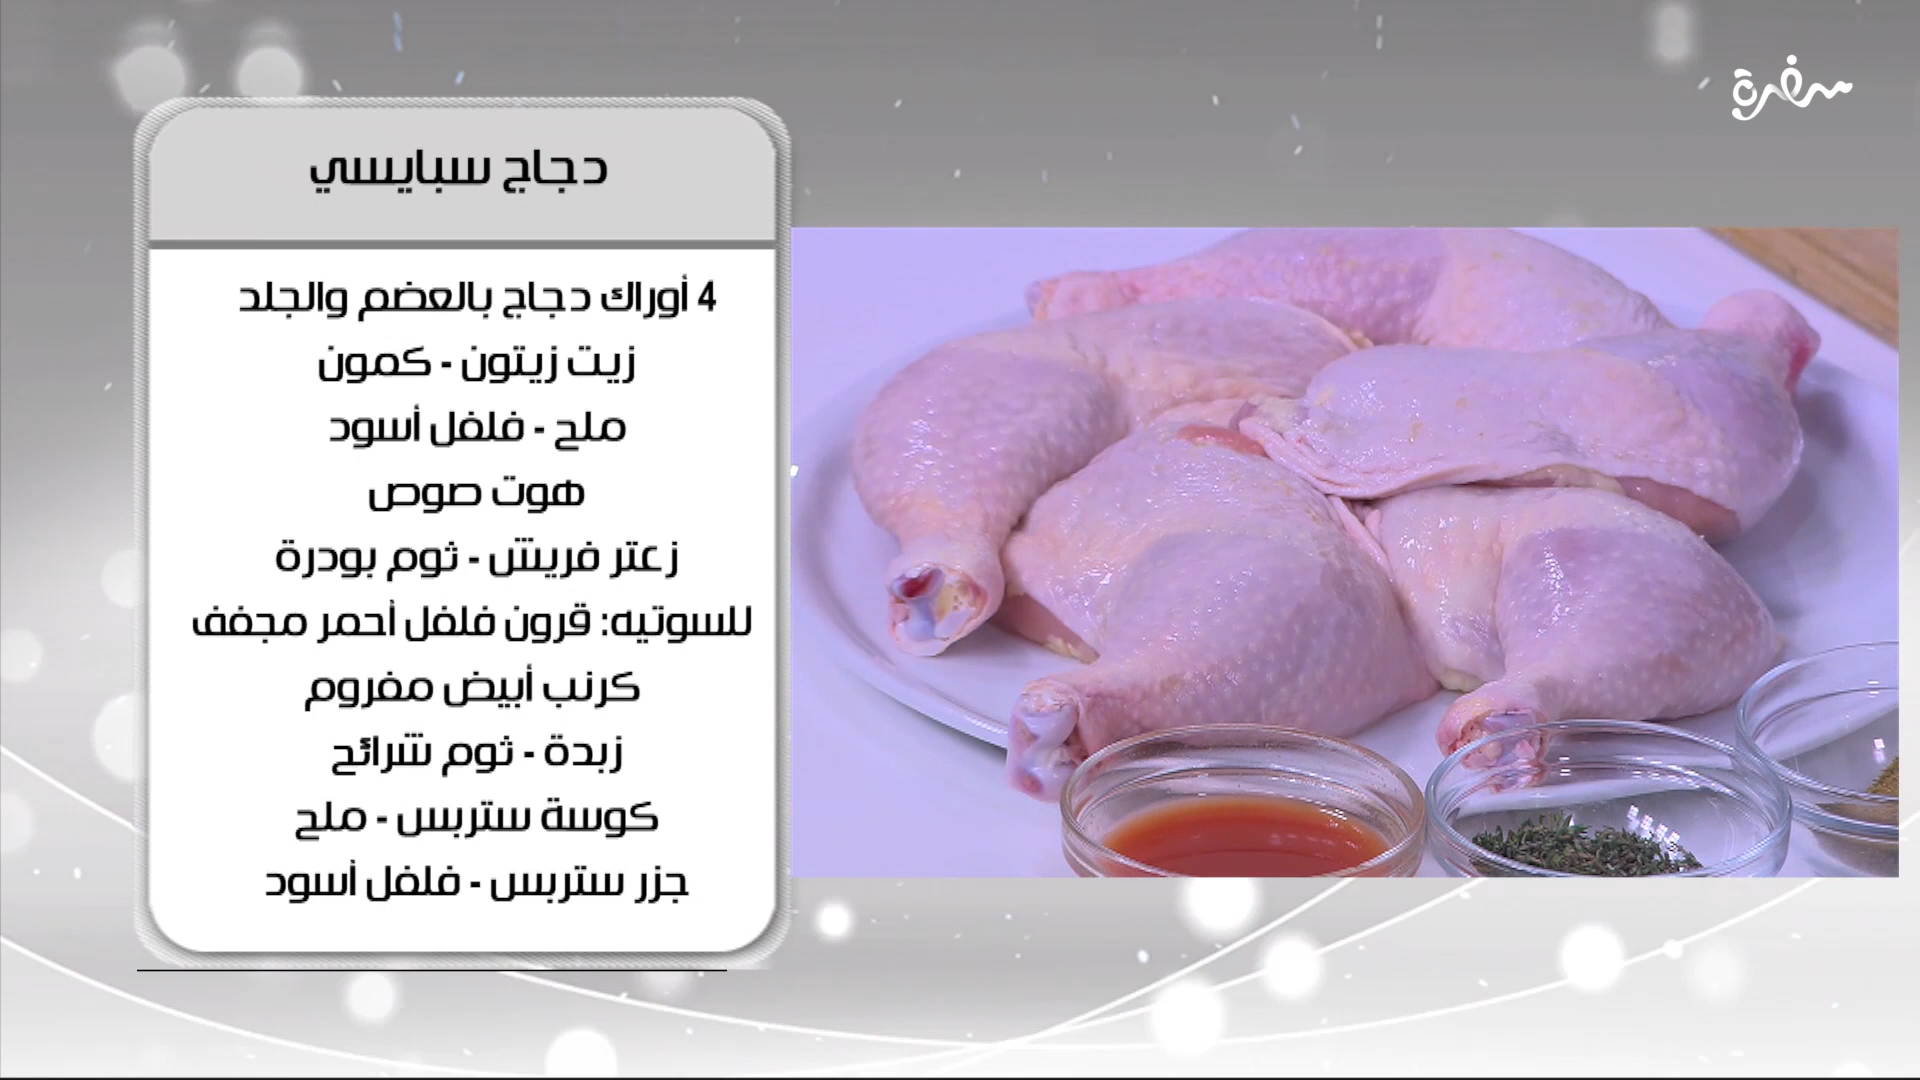 سفرة
دجاج سبايسي
4 أوراك دجاج بالعضم والجلد
زيت زيتون - كمون
ملح - فلفل أسود
هوت صوص
زعتر فريش - ثوم بودرة
للسوتيه: قرون فلفل أحمر مجفف
كرنب أبيض مفروم
زبدة - ثوم شرائح
كوسة ستربس - ملح
جزر ستربس - فلفل أسود